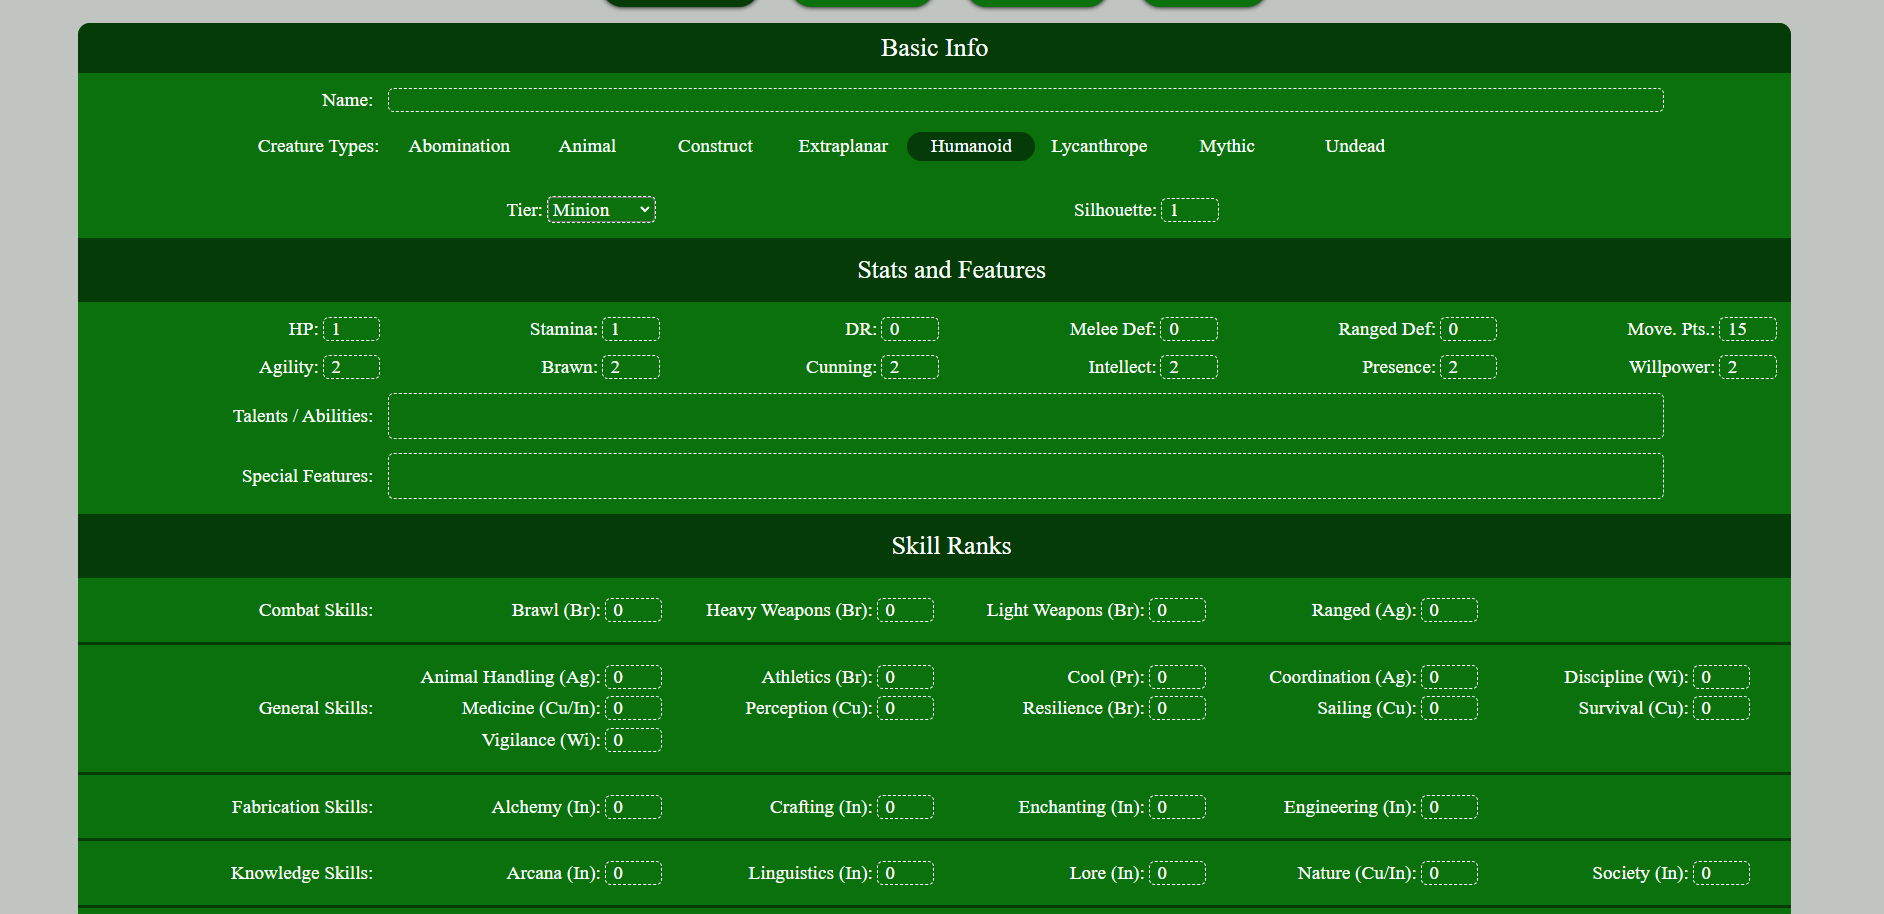 Basic Info
Name:
Creature Types: Abomination Animal Construct Extraplanar Humanoid Lycanthrope Mythic Undead
Tier: Minion Silhouette: 1
Stats and Features
HP: 1 Stamina: 1 DR: 0 Melee Def: 0 Ranged Def: 0 Move. Pts.: 15
Agility: 2 Brawn: 2 Cunning: 2 Intellect: 2 Presence: 2 Willpower: 2
Talents / Abilities:
Special Features:
Skill Ranks
Combat Skills: Brawl (Br): 0 Heavy Weapons (Br): 0 Light Weapons (Br): 0 Ranged (Ag): 0
Animal Handling (Ag): 0 Athletics (Br): 0 Cool (Pr): 0 Coordination (Ag): 0 Discipline (Wi): 0
General Skills: Medicine (Cu/In): 0 Perception (Cu): 0 Resilience (Br): 0 Sailing (Cu): 0 Survival (Cu): 0
Vigilance (Wi): 0
Fabrication Skills: Alchemy (In): 0 Crafting (In): 0 Enchanting (In): 0 Engineering (In): 0
Knowledge Skills: Arcana (In): 0 Linguistics (In): 0 Lore (In): 0 Nature (Cu/In): 0 Society (In): 0